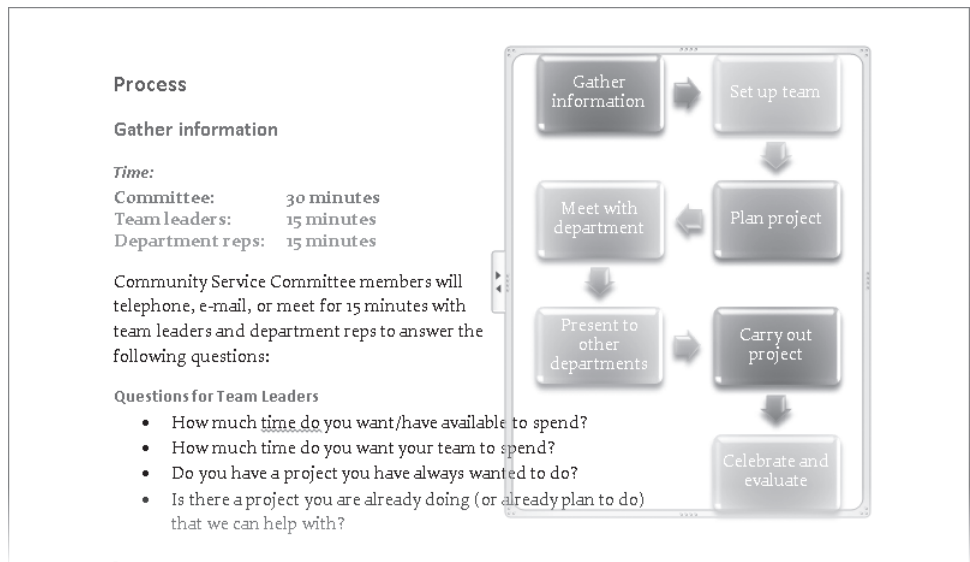 Process
Gather information
Time:
Committee: 30 minutes
Team leaders: 15 minutes
Department reps: 15 minutes
Community Service Committee members will
telephone, e-mail, or meet for 15 minutes with
team leaders and department reps to answer the
following questions:
Questions for Team Leaders
• How much time do you want/have available to spend?
• How much time do you want your team to spend?
• Do you have a project you have always wanted to do?
• Is there a project you are already doing (or already plan to do)
that we can help with?
Gather
information
Set up team
Plan project
Meet with
department
Present to
other
departments
Carry out
project
Celebrate and
evaluate